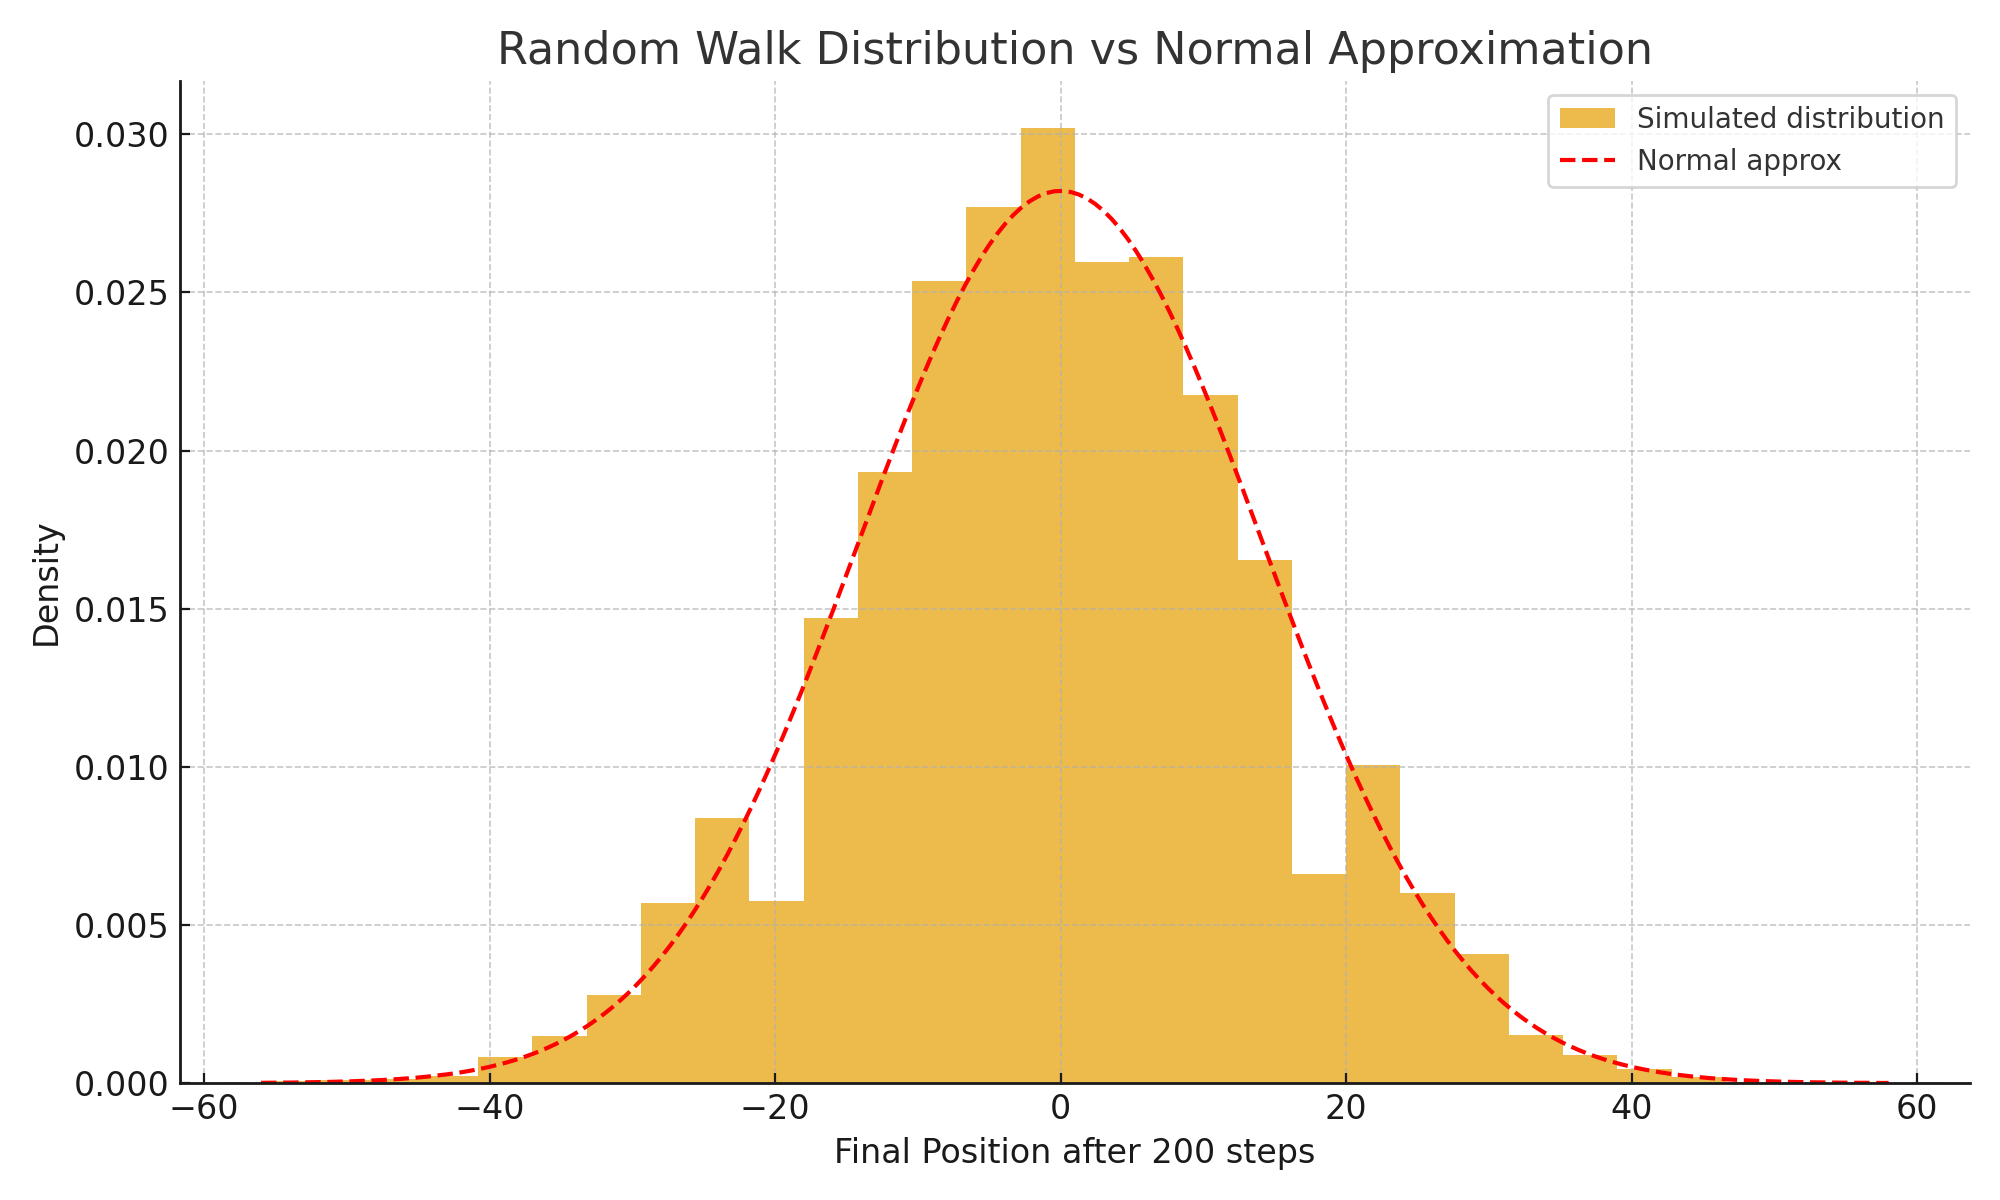 Random Walk Distribution vs Normal Approximation
Simulated distribution
Normal approx
0.030
0.025
0.020
0.015
0.010
0.005
0.000
Density
−60
−40
−20
0
20
40
60
Final Position after 200 steps